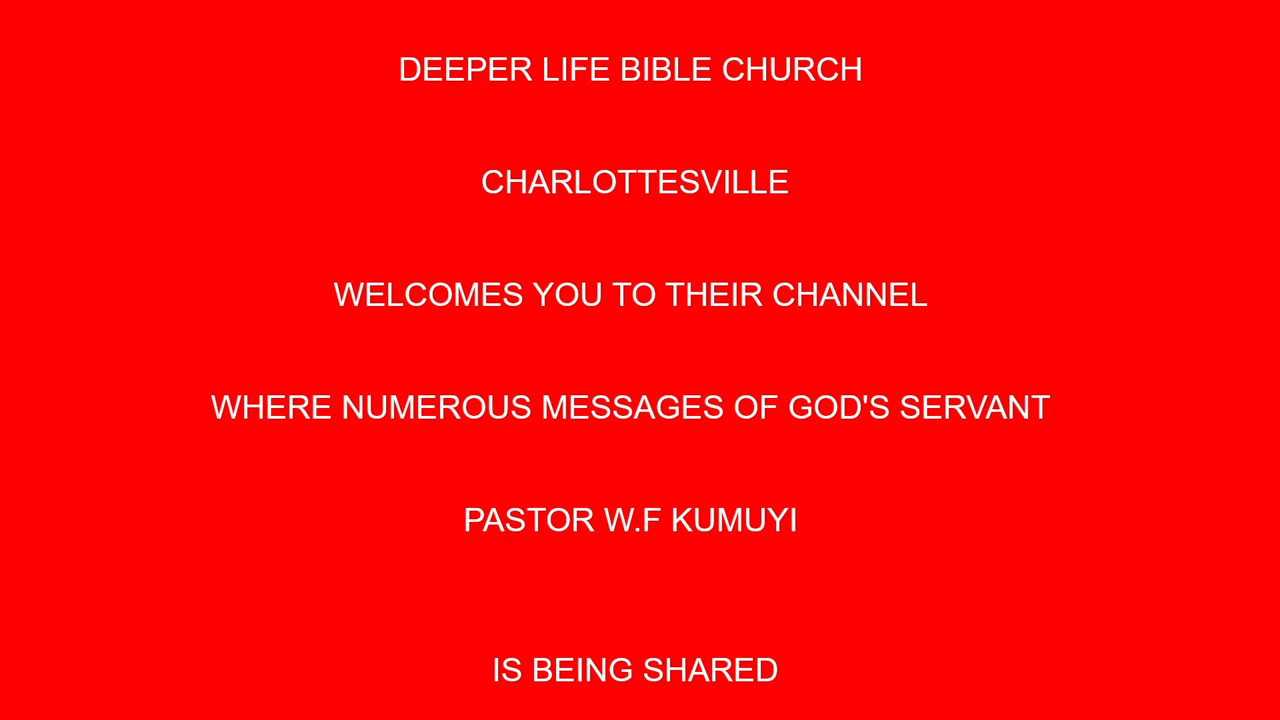 DEEPER LIFE BIBLE CHURCH
CHARLOTTESVILLE
WELCOMES YOU TO THEIR CHANNEL
WHERE NUMEROUS MESSAGES OF GOD'S SERVANT
PASTOR W.F KUMUYI
IS BEING SHARED